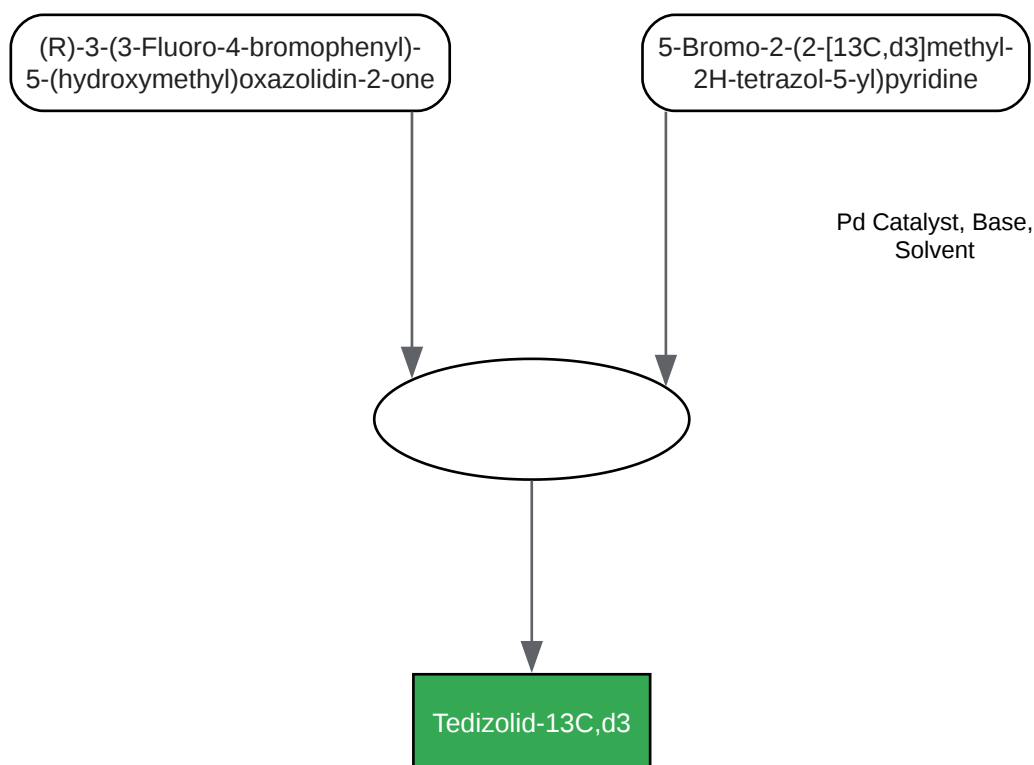 (R)-3-(3-Fluoro-4-bromophenyl)-
5-(hydroxymethyl)oxazolidin-2-one
5-Bromo-2-(2-[13C,d3]methyl-
2H-tetrazol-5-yl)pyridine
Pd Catalyst, Base,
Solvent
Tedizolid-13C,d3